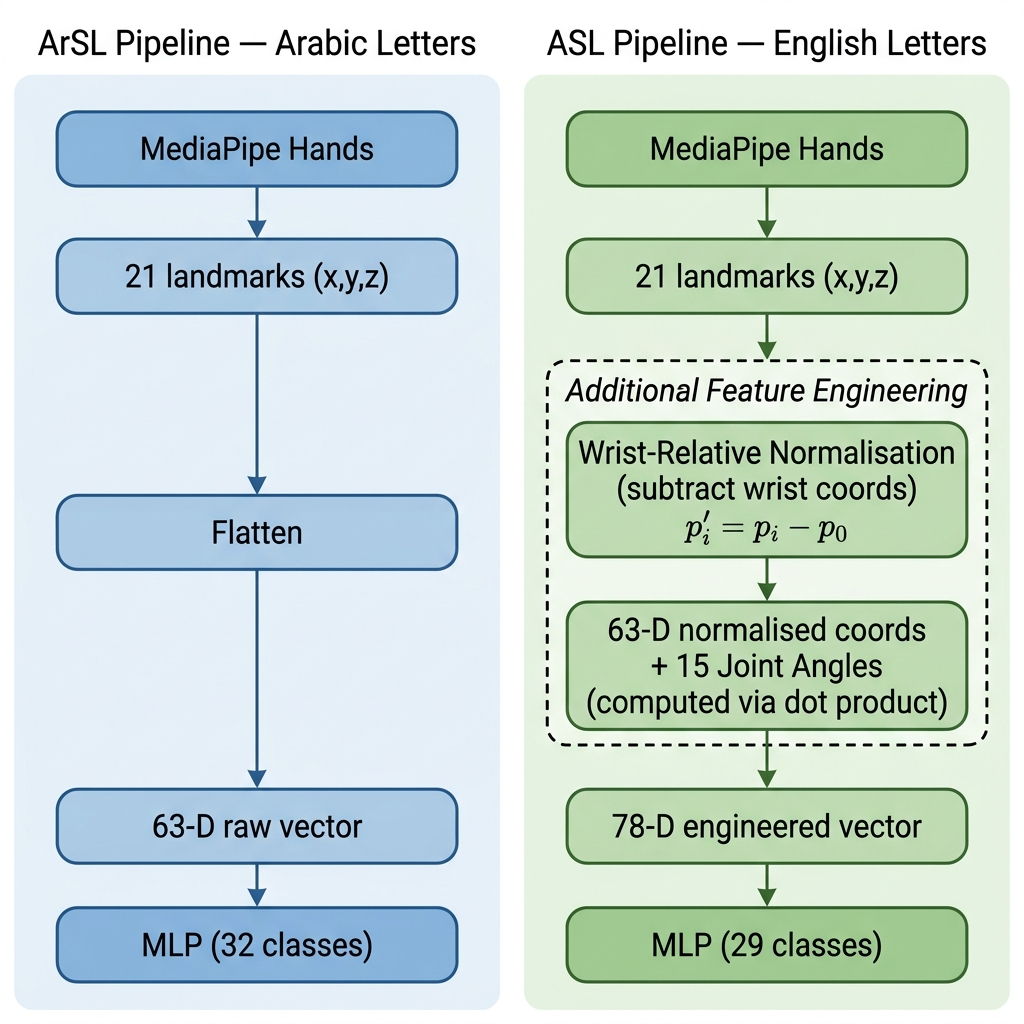 ArSL Pipeline — Arabic Letters
MediaPipe Hands
21 landmarks (x,y,z)
Flatten
63-D raw vector
MLP (32 classes)
ASL Pipeline — English Letters
MediaPipe Hands
21 landmarks (x,y,z)
Additional Feature Engineering
Wrist-Relative Normalisation
(subtract wrist coords)
p′ᵢ = pᵢ − p₀
63-D normalised coords
+ 15 Joint Angles
(computed via dot product)
78-D engineered vector
MLP (29 classes)